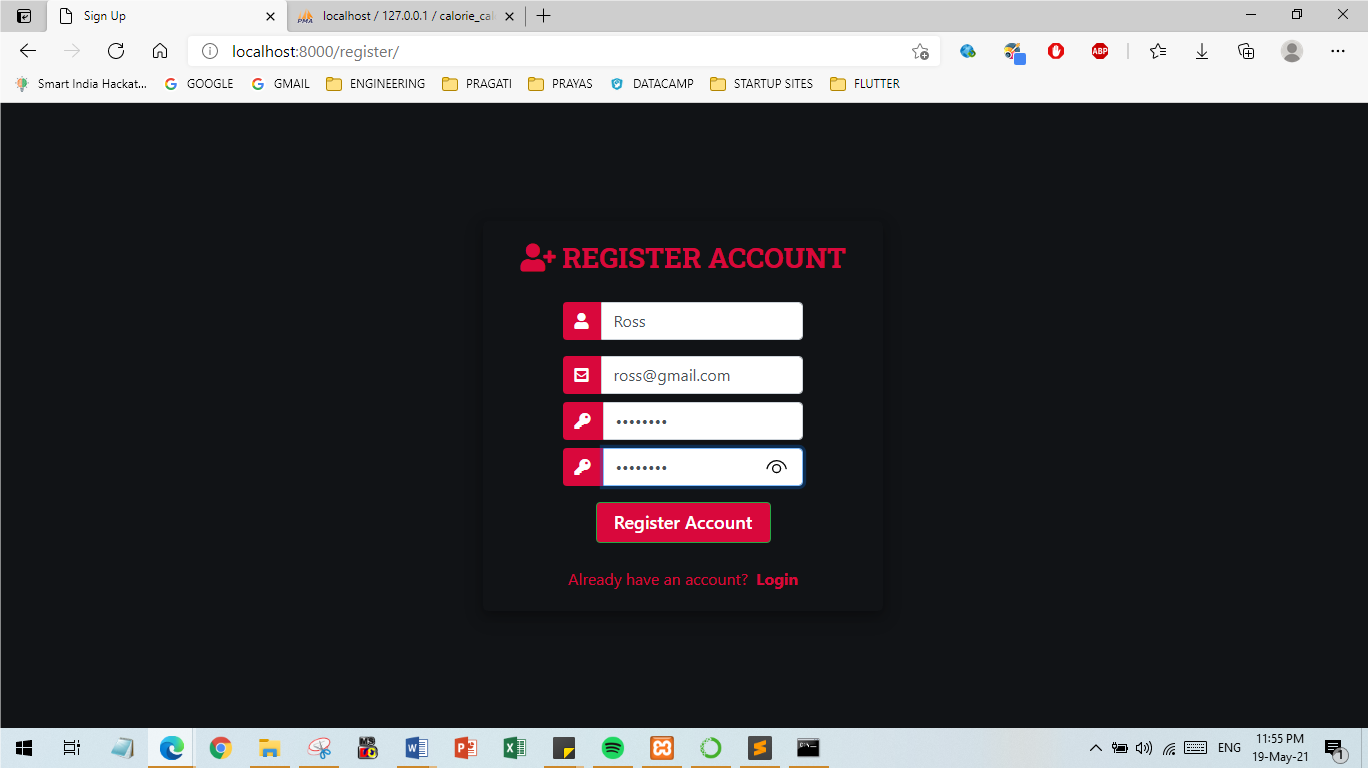 Sign Up
localhost / 127.0.0.1 / calorie_cal
localhost:8000/register/
ABP
Smart India Hackat...
GOOGLE
GMAIL
ENGINEERING
PRAGATI
PRAYAS
DATACAMP
STARTUP SITES
FLUTTER
REGISTER ACCOUNT
Ross
ross@gmail.com
••••••••
••••••••
Register Account
Already have an account? Login
ENG
11:55 PM
19-May-21
1